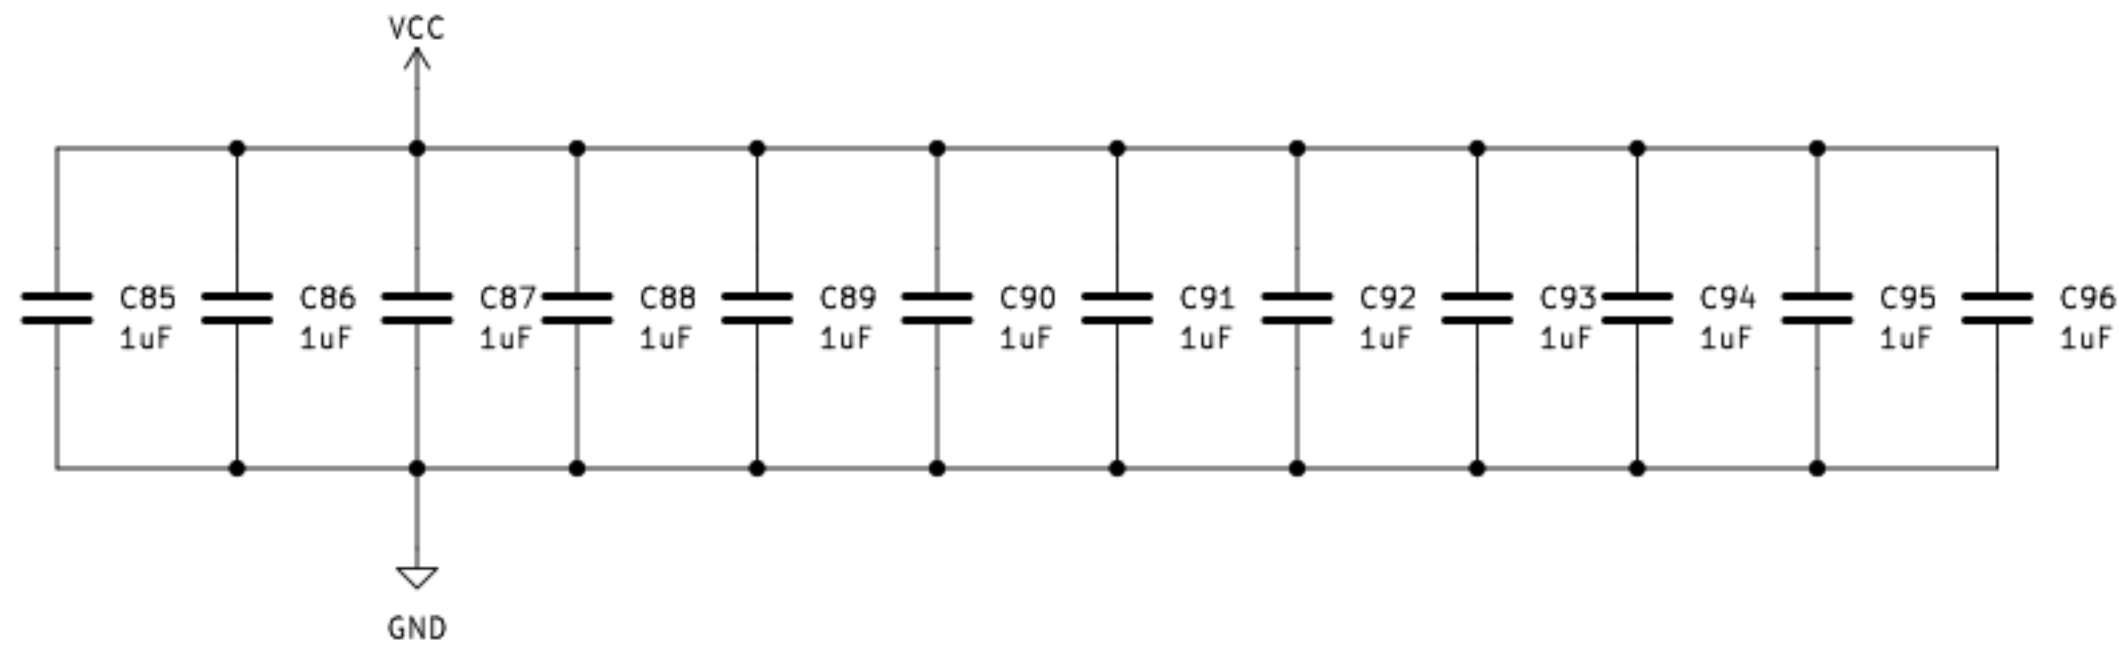 VCC
C85 C86 C87 C88 C89 C90 C91 C92 C93 C94 C95 C96
1uF 1uF 1uF 1uF 1uF 1uF 1uF 1uF 1uF 1uF 1uF 1uF
GND